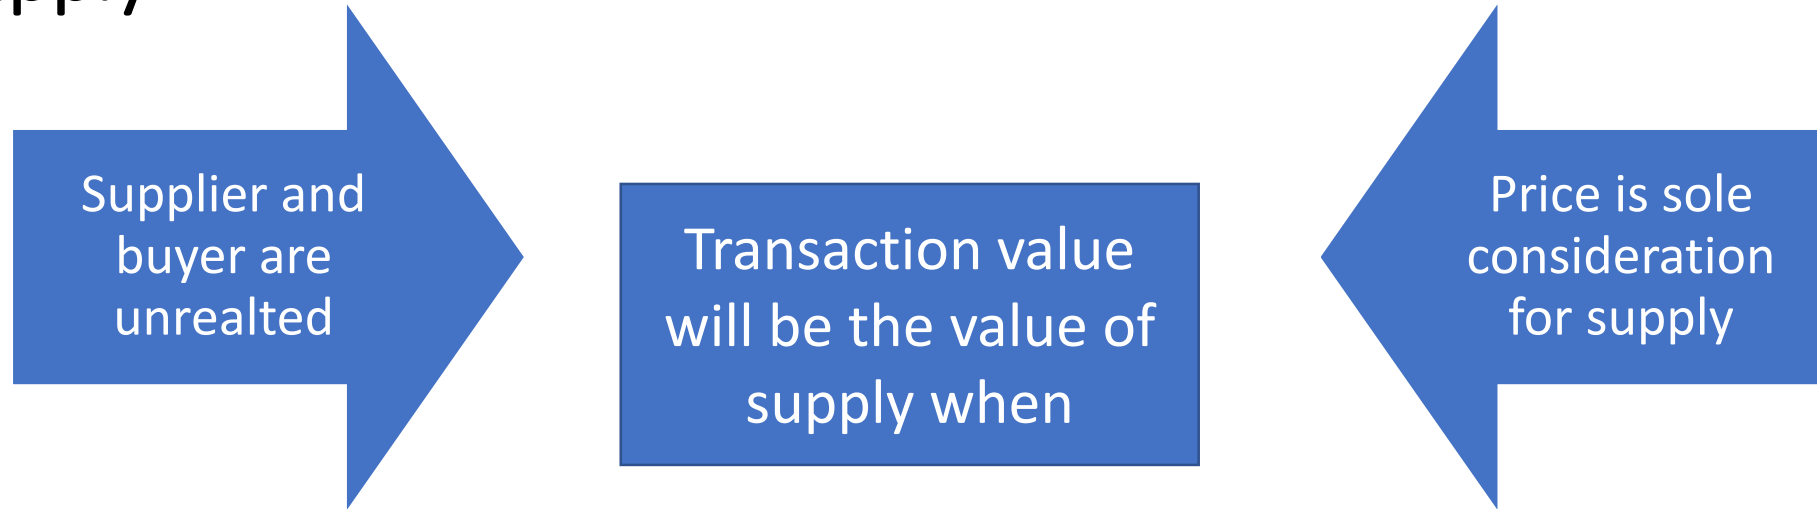 Supplier and
buyer are
unrealted
Transaction value
will be the value of
supply when
Price is sole
consideration
for supply